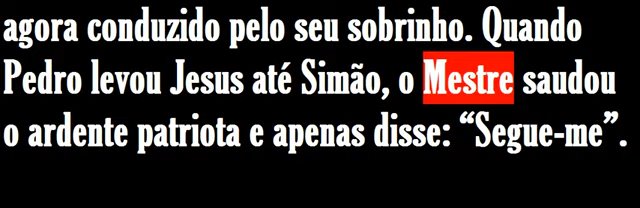 agora conduzido pelo seu sobrinho. Quando
Pedro levou Jesus até Simão, o Mestre saudou
o ardente patriota e apenas disse: “Segue-me”.